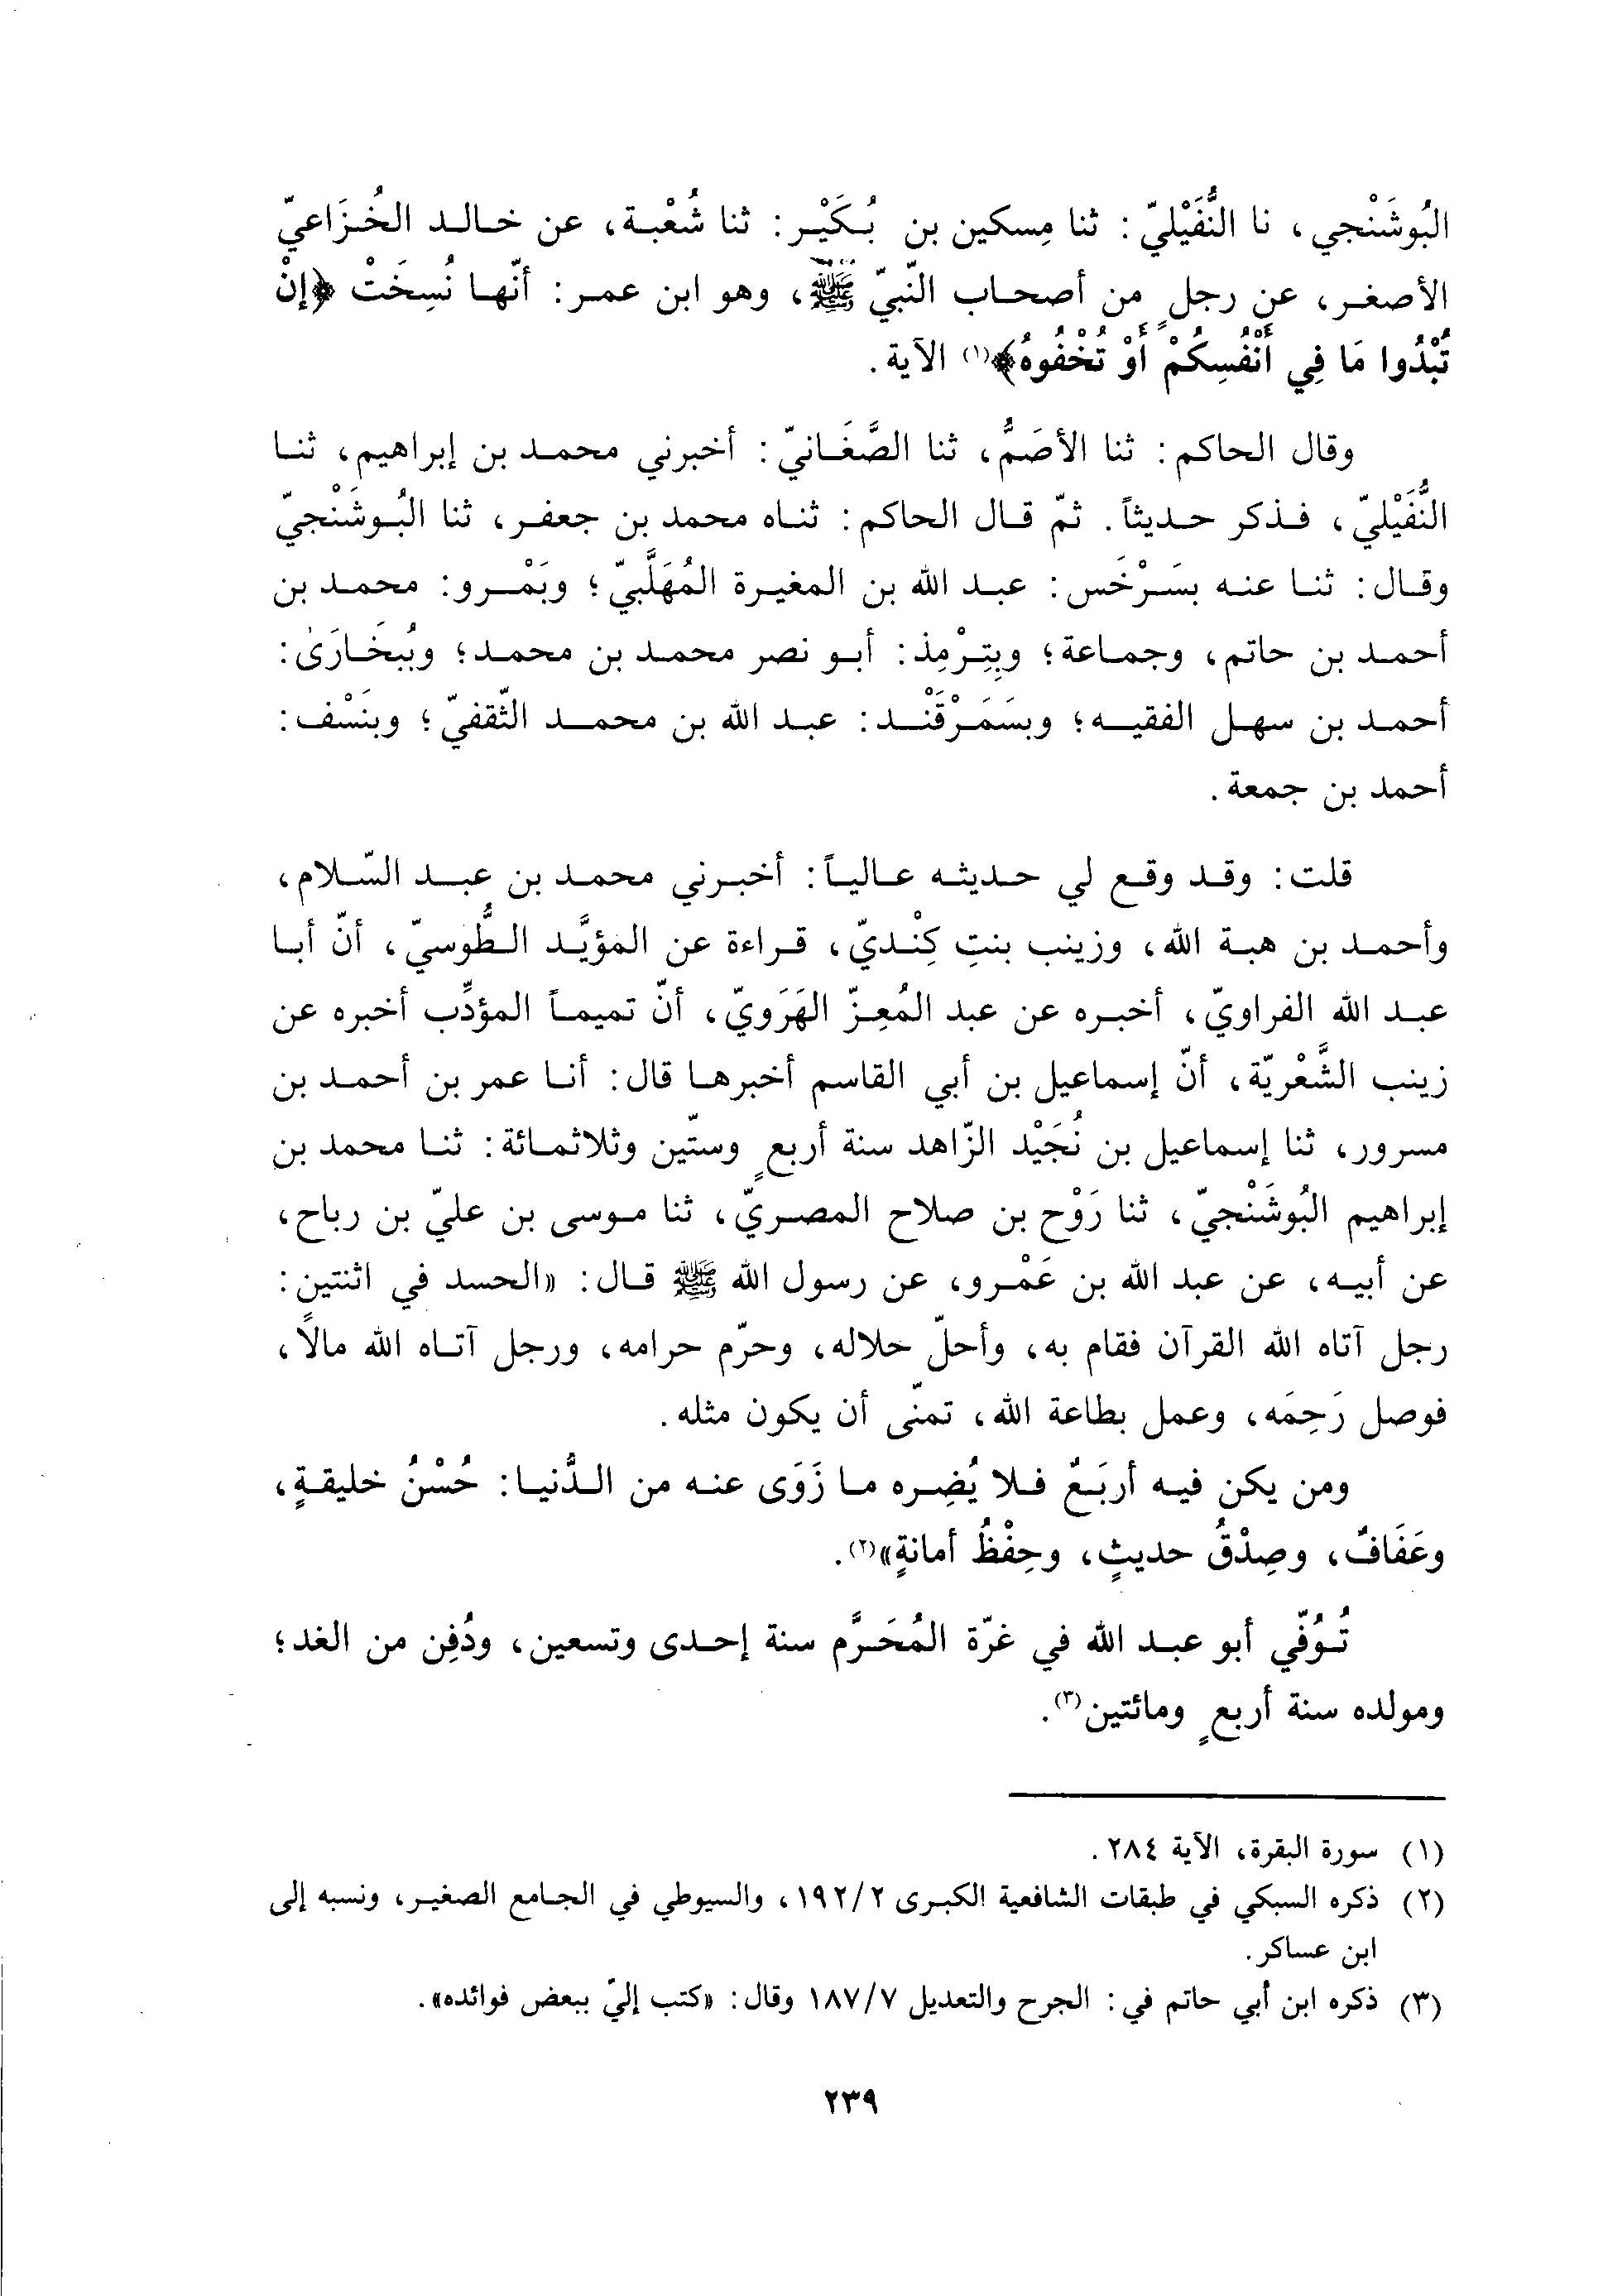 البُوشَنْجي، نا النُّفَيْليّ: ثنا مِسكين بن بُكَيْر: ثنا شُعْبة، عن خالد الخُزَاعيّ
الأصغر، عن رجلٍ من أصحاب النّبيّ ﷺ، وهو ابن عمر: أنّها نُسِخَتْ ﴿إنْ
تُبْدُوا مَا فِي أَنْفُسِكُمْ أَوْ تُخْفُوهُ﴾(١) الآية.
وقال الحاكم: ثنا الأصَمُّ، ثنا الصَّغَانيّ: أخبرني محمد بن إبراهيم، ثنا
النُّفَيْليّ، فذكر حديثاً. ثمّ قال الحاكم: ثناه محمد بن جعفر، ثنا البُوشَنْجيّ
وقال: ثنا عنه بسَرْخَس: عبد الله بن المغيرة المُهَلَّبيّ؛ وبَمْرو: محمد بن
أحمد بن حاتم، وجماعة؛ وبِتِرْمِذ: أبو نصر محمد بن محمد؛ وبُبخَارَىٰ:
أحمد بن سهل الفقيه؛ وبسَمَرْقَنْد: عبد الله بن محمد الثّقفيّ؛ وبنَسْف:
أحمد بن جمعة.
قلت: وقد وقع لي حديثه عالياً: أخبرني محمد بن عبد السّلام،
وأحمد بن هبة الله، وزينب بنتِ كِنْديّ، قراءة عن المؤيَّد الطُّوسيّ، أنّ أبا
عبد الله الفراويّ، أخبره عن عبد المُعِزّ الهَرَويّ، أنّ تميماً المؤدِّب أخبره عن
زينب الشَّعْريّة، أنّ إسماعيل بن أبي القاسم أخبرها قال: أنا عمر بن أحمد بن
مسرور، ثنا إسماعيل بن نُجَيْد الزّاهد سنة أربعٍ وستّين وثلاثمائة: ثنا محمد بن
إبراهيم البُوشَنْجيّ، ثنا رَوْح بن صلاح المصريّ، ثنا موسى بن عليّ بن رباح،
عن أبيه، عن عبد الله بن عَمْرو، عن رسول الله ﷺ قال: «الحسد في اثنتين:
رجل آتاه الله القرآن فقام به، وأحلّ حلاله، وحرّم حرامه، ورجل آتاه الله مالاً،
فوصل رَحِمَه، وعمل بطاعة الله، تمنّى أن يكون مثله.
ومن يكن فيه أربَعٌ فلا يُضِره ما زَوَى عنه من الدُّنيا: حُسْنُ خليقةٍ،
وعَفَافٌ، وصِدْقُ حديثٍ، وحِفْظُ أمانةٍ»(٢).
تُوُفّي أبو عبد الله في غرّة المُحَرَّم سنة إحدى وتسعين، ودُفِن من الغد؛
ومولده سنة أربعٍ ومائتين(٣).
(١) سورة البقرة، الآية ٢٨٤.
(٢) ذكره السبكي في طبقات الشافعية الكبرى ١٩٢/٢، والسيوطي في الجامع الصغير، ونسبه إلى
ابن عساكر.
(٣) ذكره ابن أبي حاتم في: الجرح والتعديل ١٨٧/٧ وقال: «كتب إليّ ببعض فوائده».
٢٣٩